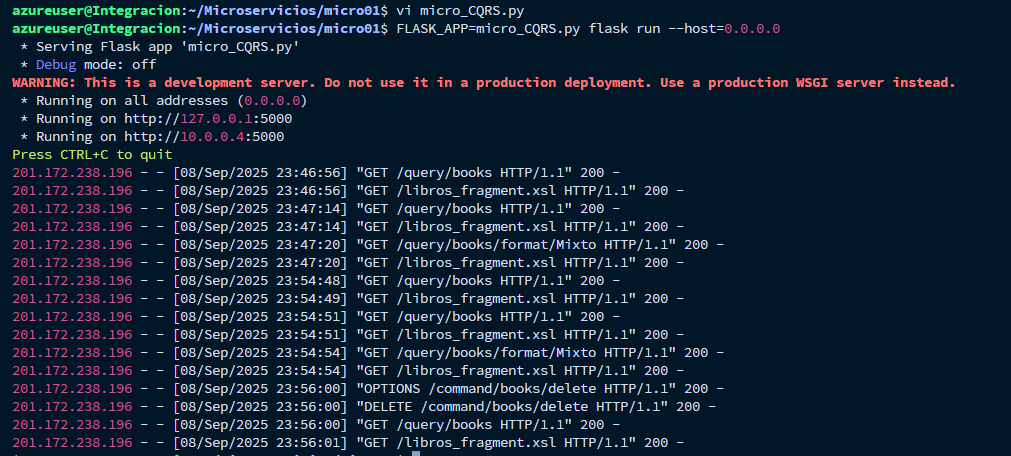 azureuser@Integracion:~/Microservicios/micro01$ vi micro_CQRS.py
azureuser@Integracion:~/Microservicios/micro01$ FLASK_APP=micro_CQRS.py flask run --host=0.0.0.0
 * Serving Flask app 'micro_CQRS.py'
 * Debug mode: off
WARNING: This is a development server. Do not use it in a production deployment. Use a production WSGI server instead.
 * Running on all addresses (0.0.0.0)
 * Running on http://127.0.0.1:5000
 * Running on http://10.0.0.4:5000
Press CTRL+C to quit
201.172.238.196 - - [08/Sep/2025 23:46:56] "GET /query/books HTTP/1.1" 200 -
201.172.238.196 - - [08/Sep/2025 23:46:56] "GET /libros_fragment.xsl HTTP/1.1" 200 -
201.172.238.196 - - [08/Sep/2025 23:47:14] "GET /query/books HTTP/1.1" 200 -
201.172.238.196 - - [08/Sep/2025 23:47:14] "GET /libros_fragment.xsl HTTP/1.1" 200 -
201.172.238.196 - - [08/Sep/2025 23:47:20] "GET /query/books/format/Mixto HTTP/1.1" 200 -
201.172.238.196 - - [08/Sep/2025 23:47:20] "GET /libros_fragment.xsl HTTP/1.1" 200 -
201.172.238.196 - - [08/Sep/2025 23:54:48] "GET /query/books HTTP/1.1" 200 -
201.172.238.196 - - [08/Sep/2025 23:54:49] "GET /libros_fragment.xsl HTTP/1.1" 200 -
201.172.238.196 - - [08/Sep/2025 23:54:51] "GET /query/books HTTP/1.1" 200 -
201.172.238.196 - - [08/Sep/2025 23:54:51] "GET /libros_fragment.xsl HTTP/1.1" 200 -
201.172.238.196 - - [08/Sep/2025 23:54:54] "GET /query/books/format/Mixto HTTP/1.1" 200 -
201.172.238.196 - - [08/Sep/2025 23:54:54] "GET /libros_fragment.xsl HTTP/1.1" 200 -
201.172.238.196 - - [08/Sep/2025 23:56:00] "OPTIONS /command/books/delete HTTP/1.1" 200 -
201.172.238.196 - - [08/Sep/2025 23:56:00] "DELETE /command/books/delete HTTP/1.1" 200 -
201.172.238.196 - - [08/Sep/2025 23:56:00] "GET /query/books HTTP/1.1" 200 -
201.172.238.196 - - [08/Sep/2025 23:56:01] "GET /libros_fragment.xsl HTTP/1.1" 200 -